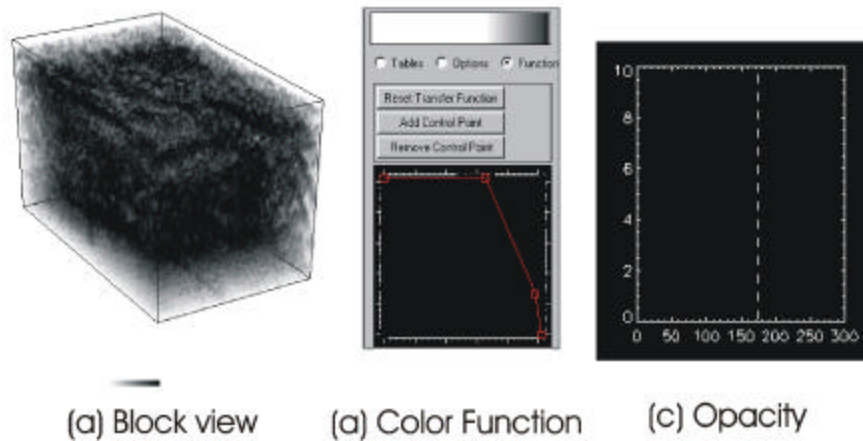 Tables Options Function
Reset Transfer Function
Add Control Point
Remove Control Point
10
8
6
4
2
0
0 50 100 150 200 250 300
(a) Block view (a) Color Function (c) Opacity